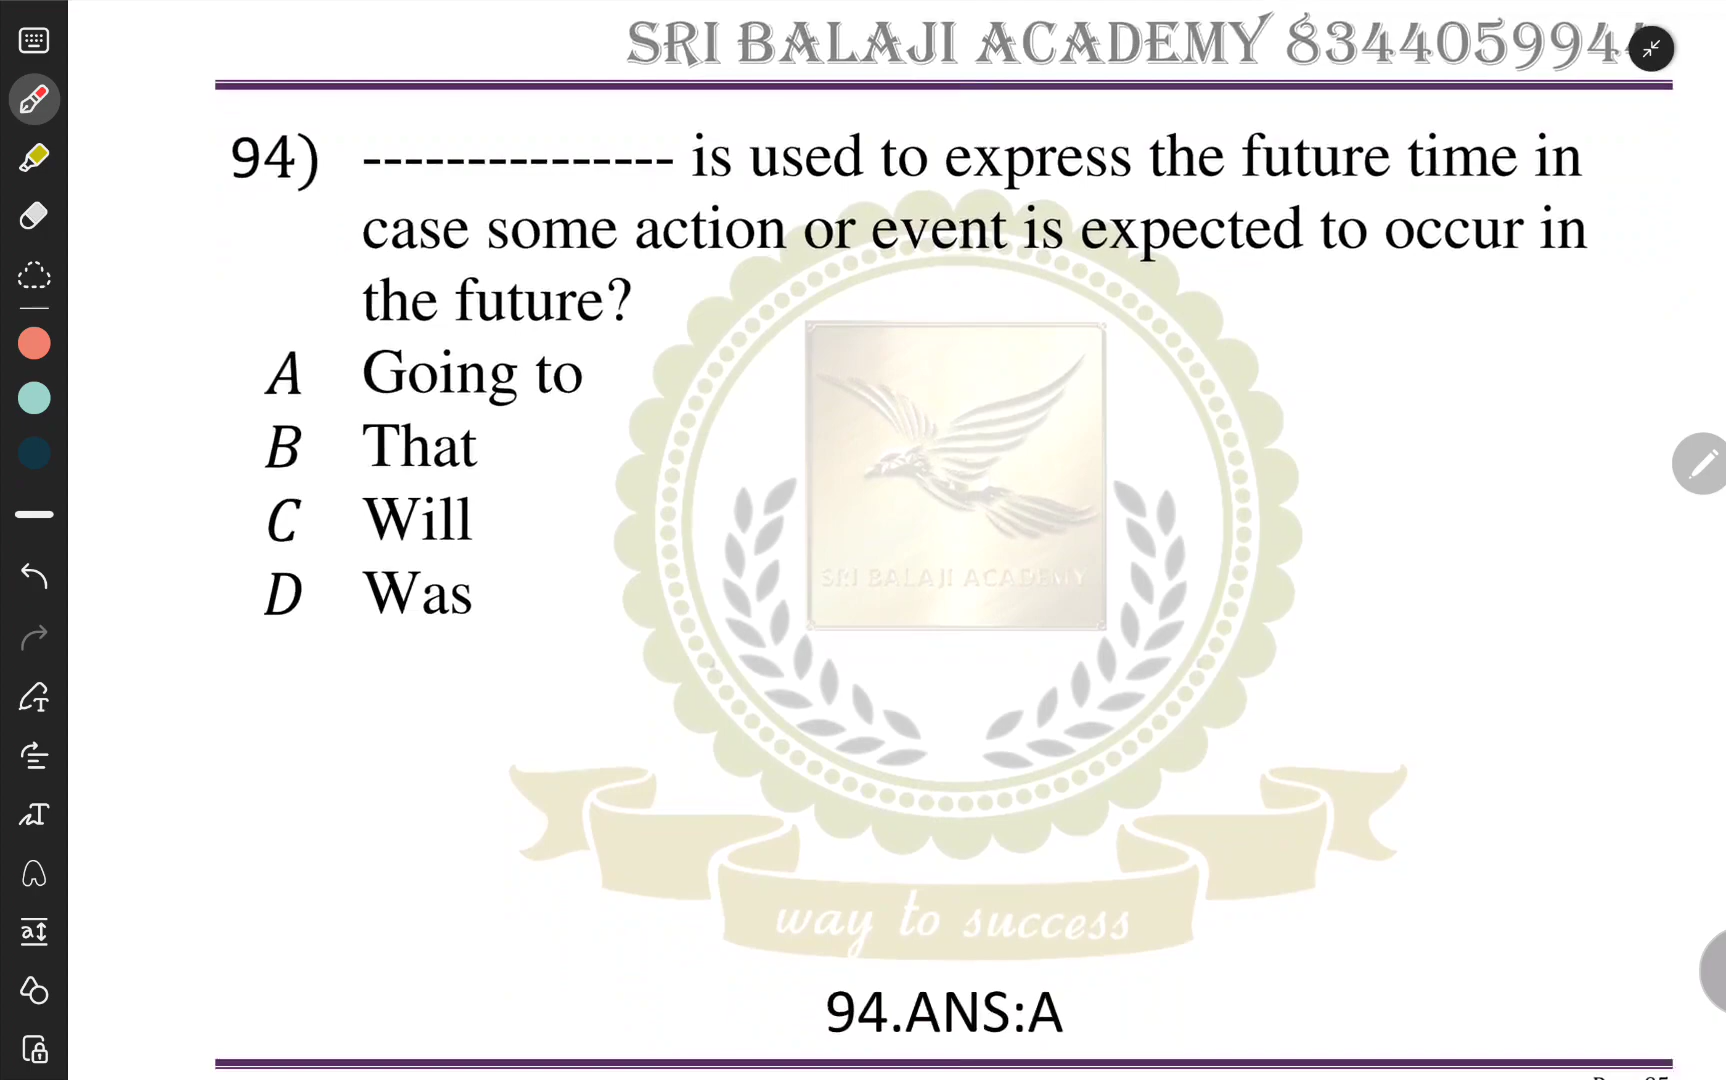 SRI BALAJI ACADEMY 834405994
94) --------------- is used to express the future time in
case some action or event is expected to occur in
the future?
A Going to
B That
C Will
D Was
SRI BALAJI ACADEMY
way to success
94.ANS:A